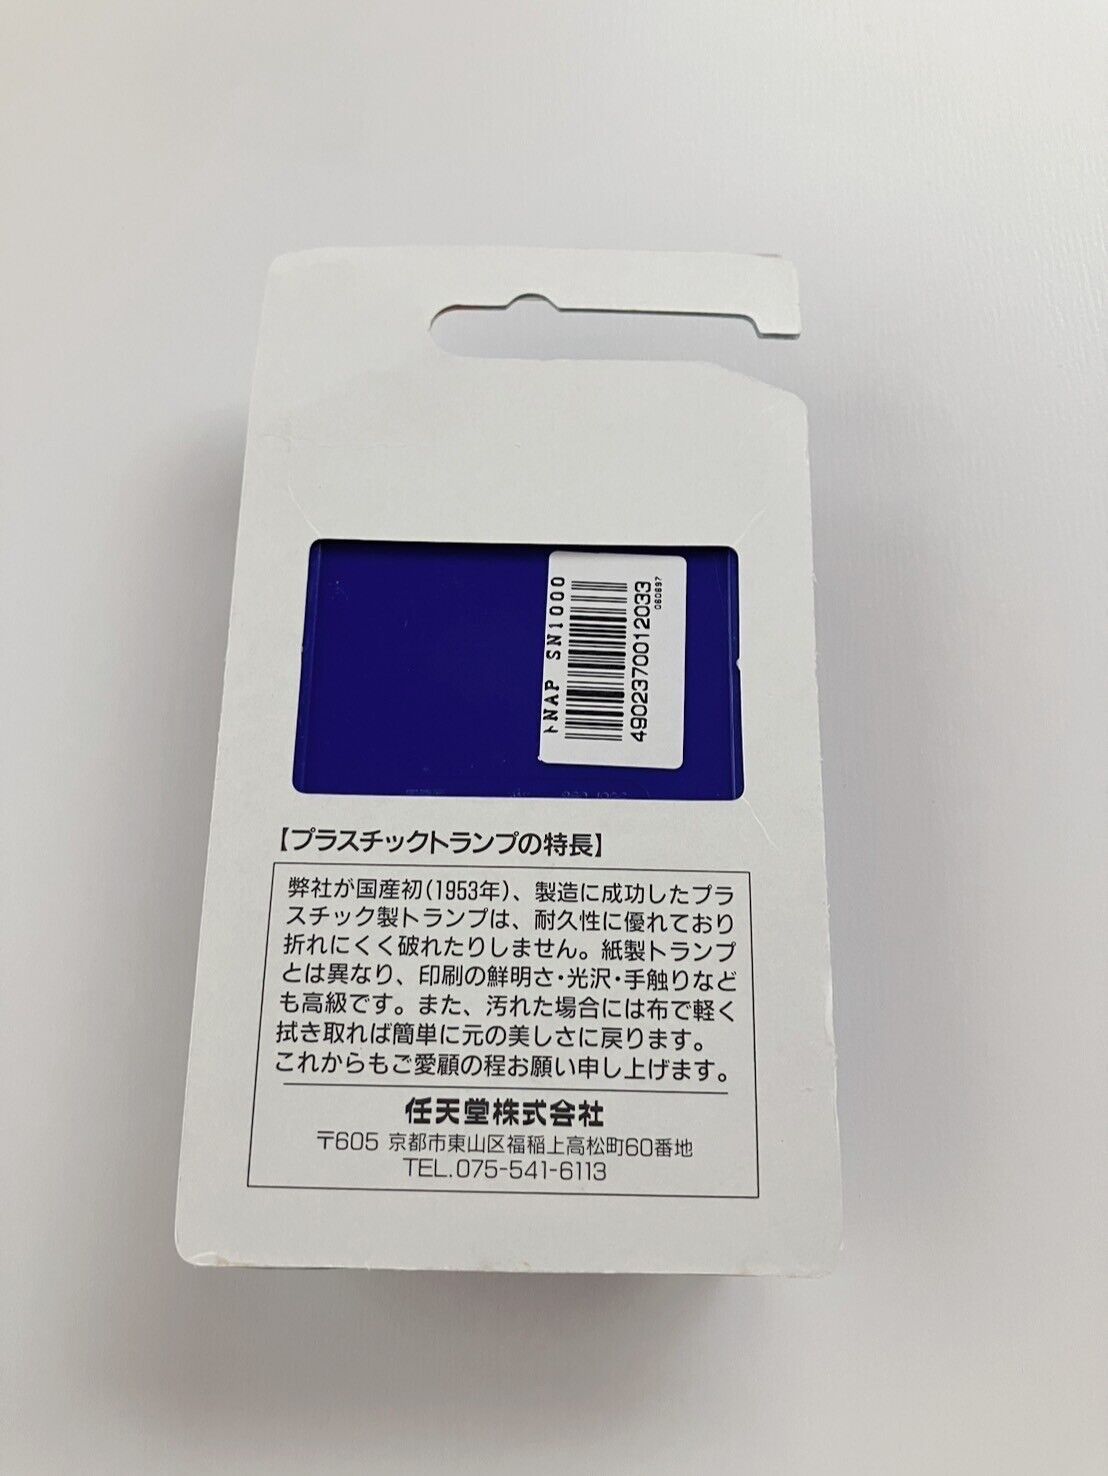 トNAP SN1000
4902370012033
060697
【プラスチックトランプの特長】
弊社が国産初(1953年)、製造に成功したプラ
スチック製トランプは、耐久性に優れており
折れにくく破れたりしません。紙製トランプ
とは異なり、印刷の鮮明さ・光沢・手触りなど
も高級です。また、汚れた場合には布で軽く
拭き取れば簡単に元の美しさに戻ります。
これからもご愛顧の程お願い申し上げます。
任天堂株式会社
〒605 京都市東山区福稲上高松町60番地
TEL.075-541-6113